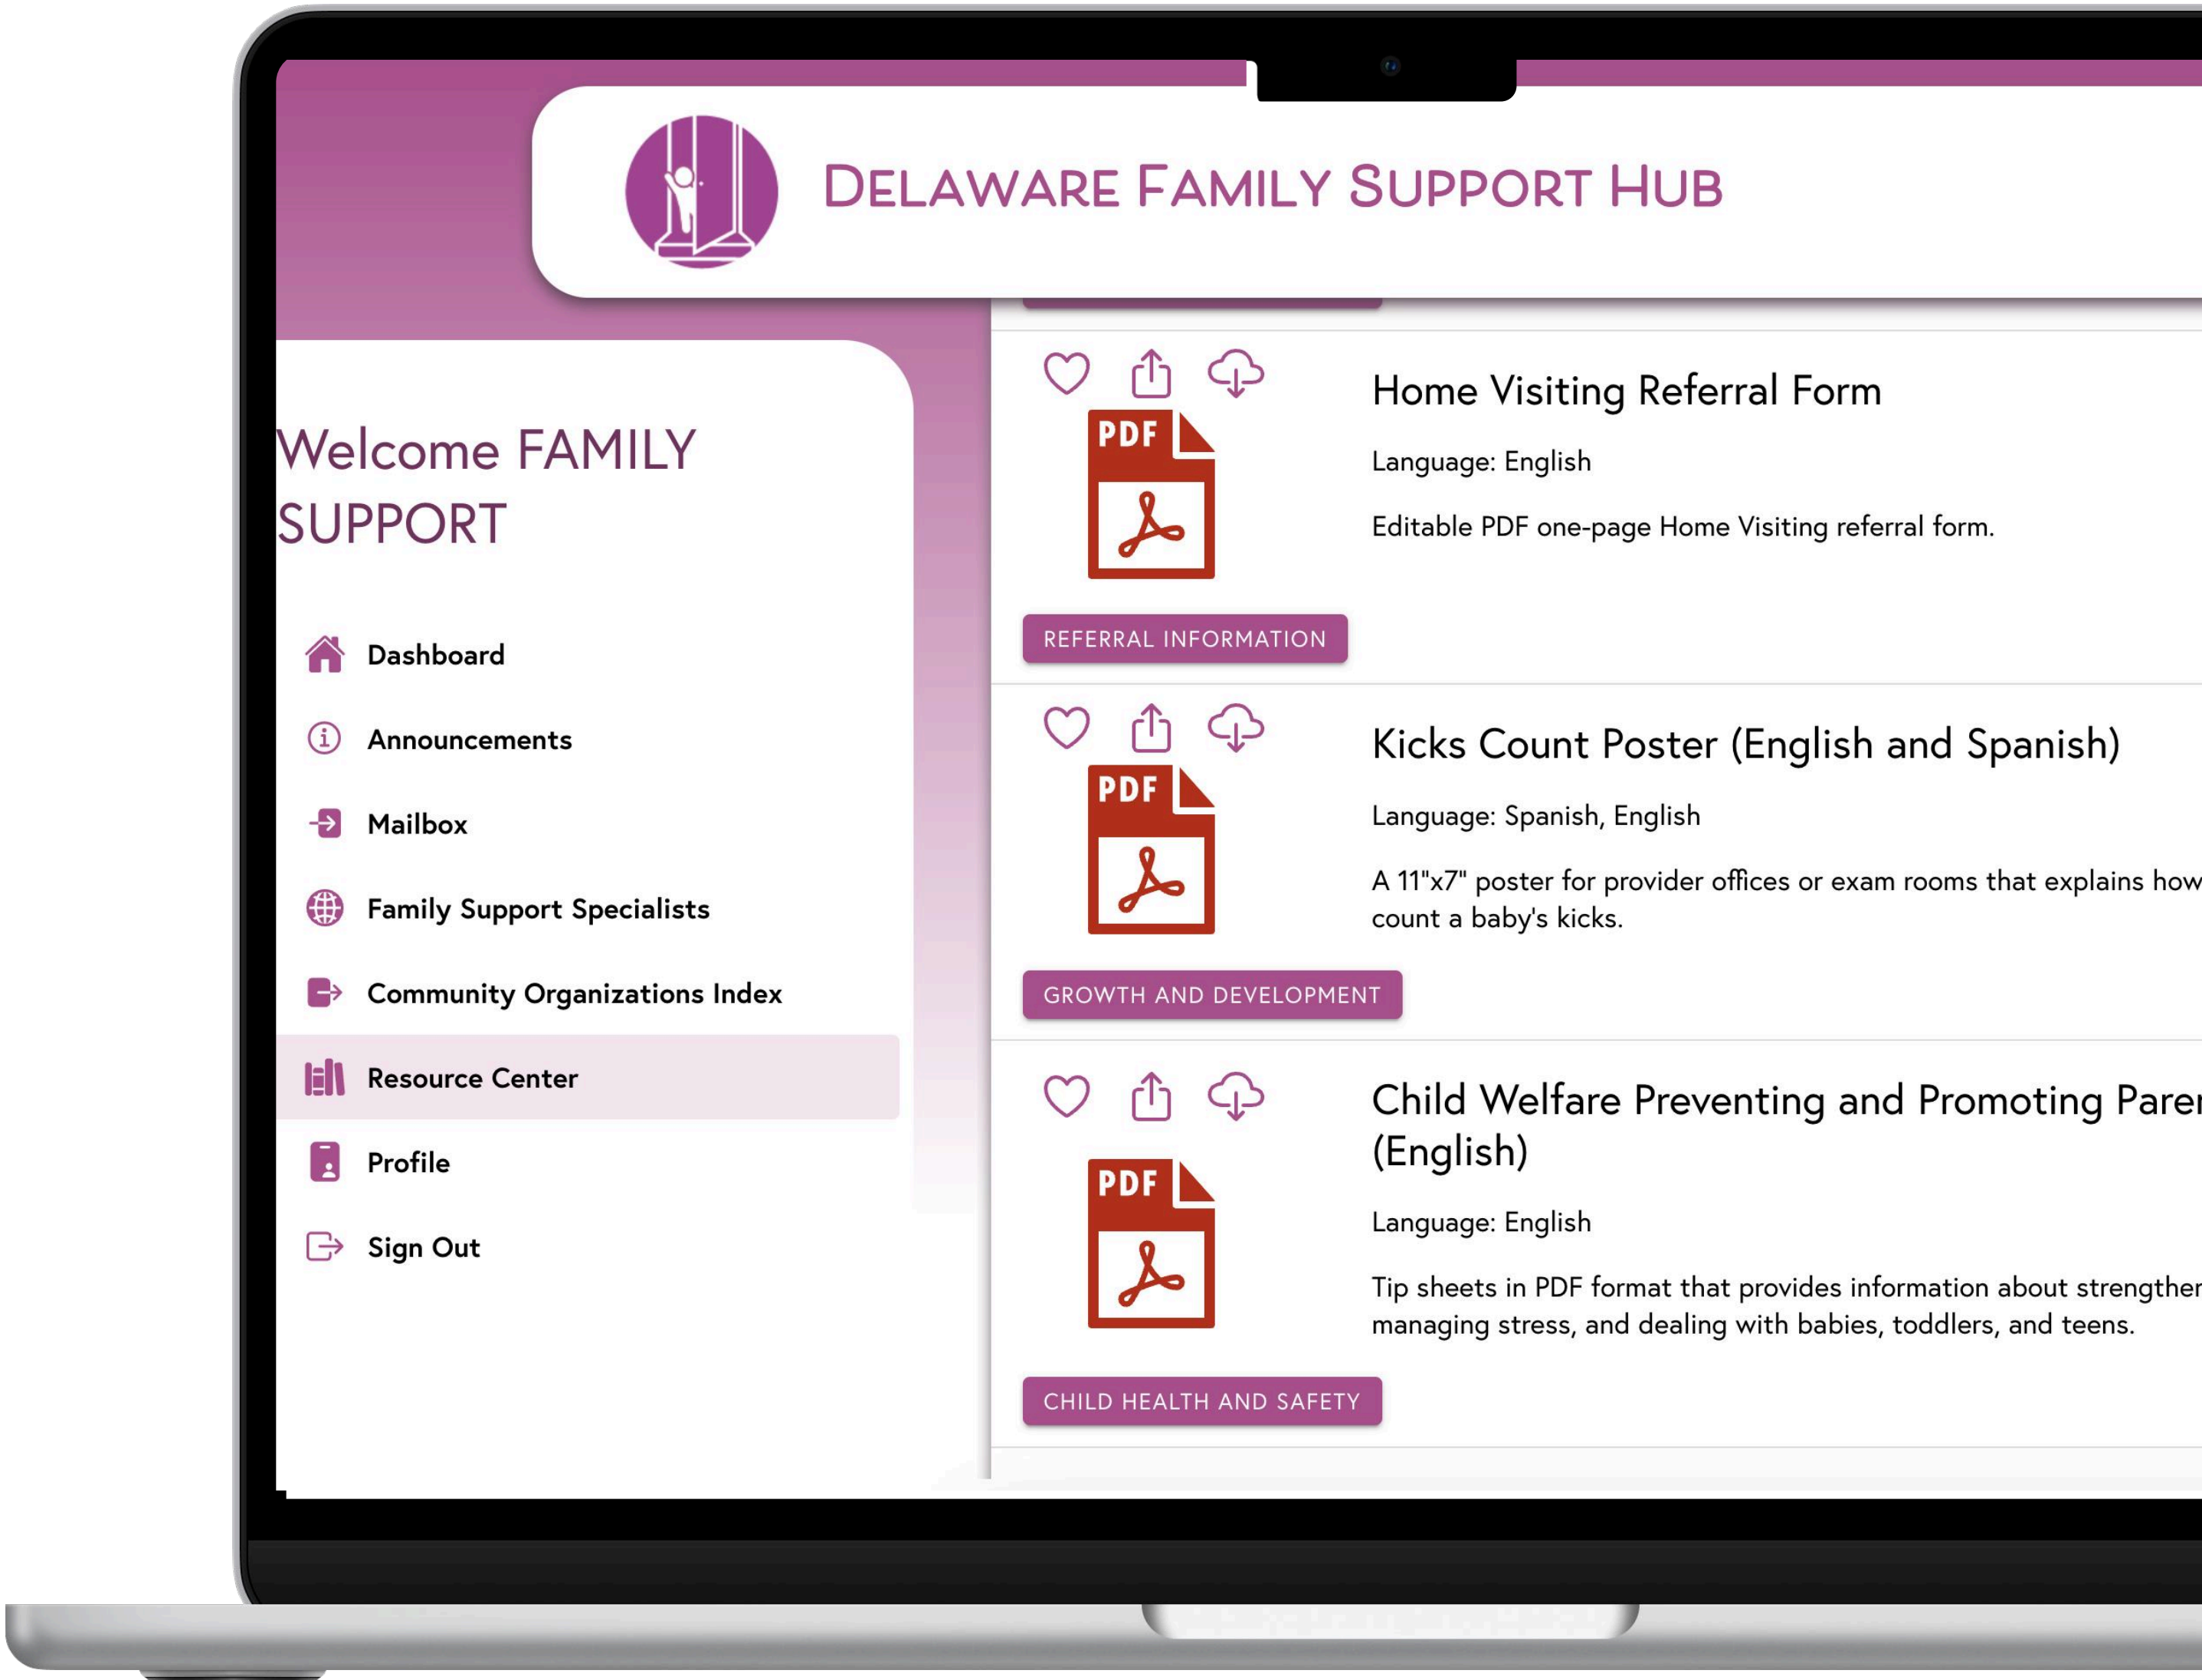 DELAWARE FAMILY SUPPORT HUB
Welcome FAMILY
SUPPORT
Dashboard
Announcements
Mailbox
Family Support Specialists
Community Organizations Index
Resource Center
Profile
Sign Out
PDF
Home Visiting Referral Form
Language: English
Editable PDF one-page Home Visiting referral form.
REFERRAL INFORMATION
PDF
Kicks Count Poster (English and Spanish)
Language: Spanish, English
A 11"x7" poster for provider offices or exam rooms that explains how
count a baby's kicks.
GROWTH AND DEVELOPMENT
PDF
Child Welfare Preventing and Promoting
(English)
Language: English
Tip sheets in PDF format that provides information about
managing stress, and dealing with babies, toddlers, and teens.
CHILD HEALTH AND SAFETY